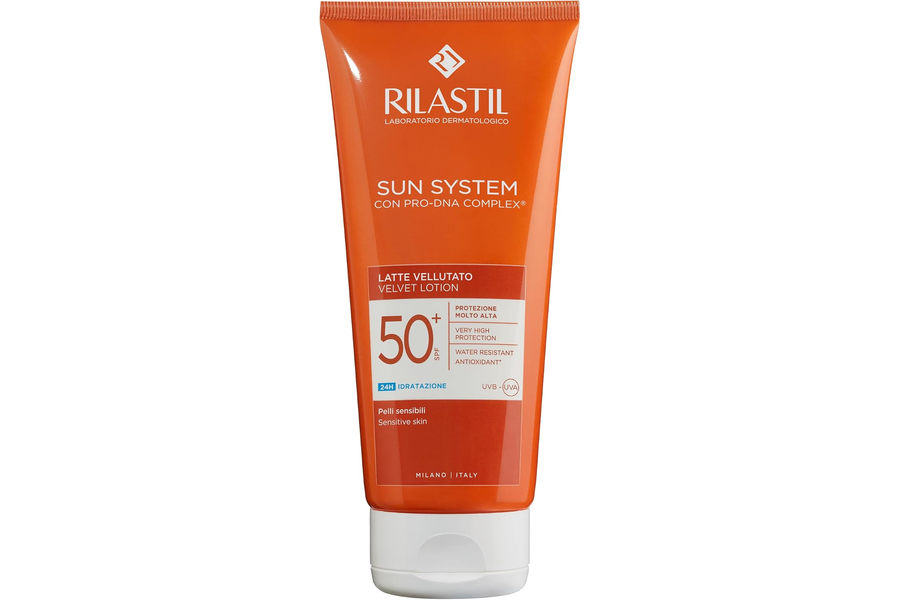 RILASTIL
LABORATORIO DERMATOLOGICO
SUN SYSTEM
CON PRO-DNA COMPLEX®
LATTE VELLUTATO
VELVET LOTION
50+
SPF
PROTEZIONE
MOLTO ALTA
VERY HIGH
PROTECTION
WATER RESISTANT
ANTIOXIDANT*
24H IDRATAZIONE
UVB - UVA
Pelli sensibili
Sensitive skin
MILANO | ITALY